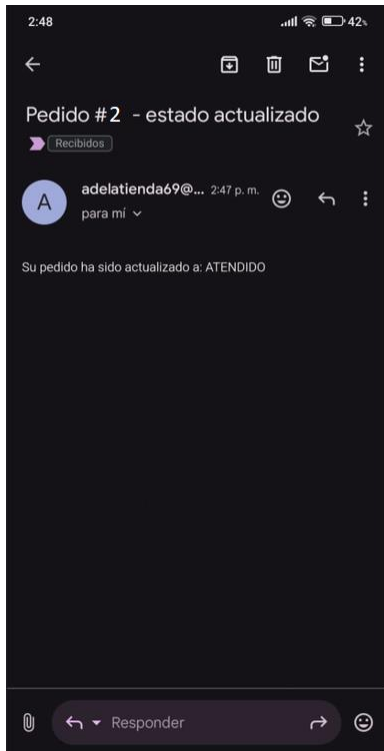 2:48 42%
Pedido #2 - estado actualizado
Recibidos
A
adelatienda69@... 2:47 p. m.
para mí
Su pedido ha sido actualizado a: ATENDIDO
Responder